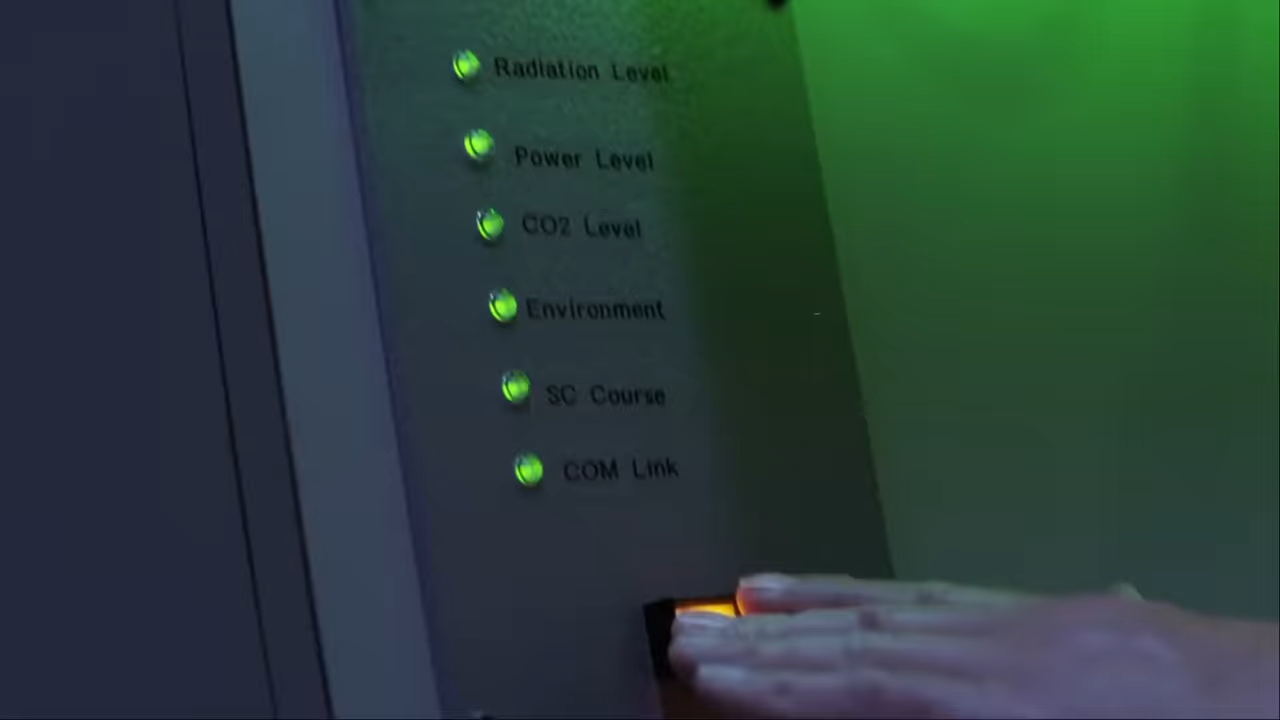 Radiation Level
Power Level
CO2 Level
Environment
SC Course
COM Link